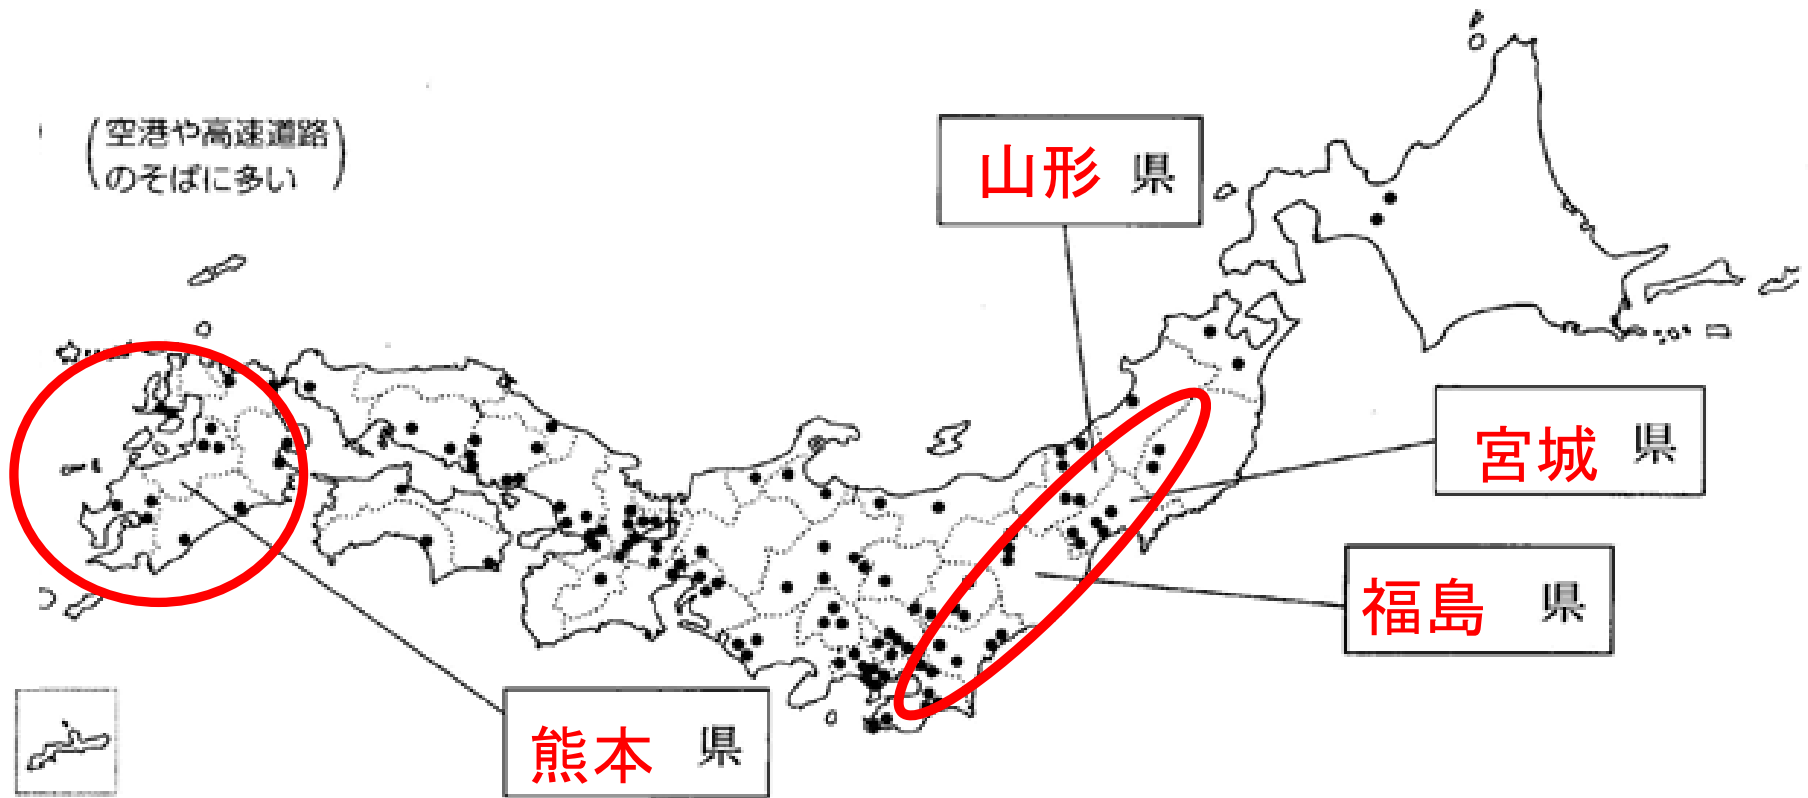 (空港や高速道路
のそばに多い)
山形 県
宮城 県
福島 県
熊本 県